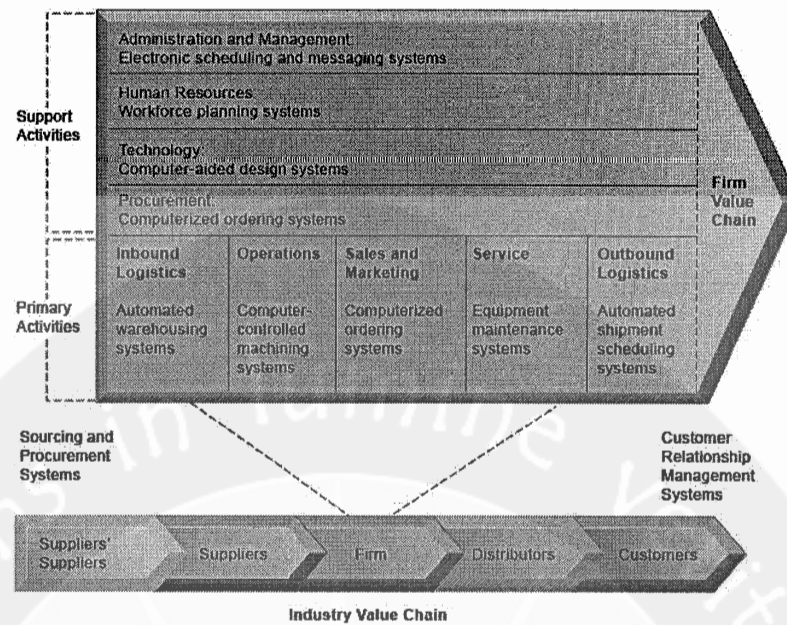 Administration and Management:
Electronic scheduling and messaging systems
Human Resources
Workforce planning systems
Support
Activities
Technology:
Computer-aided design systems
Firm
Value
Chain
Procurement:
Computerized ordering systems
Primary
Activities
Inbound
Logistics
Operations
Sales and
Marketing
Service
Outbound
Logistics
Automated
warehousing
systems
Computer-
controlled
machining
systems
Computerized
ordering
systems
Equipment
maintenance
systems
Automated
shipment
scheduling
systems
Sourcing and
Procurement
Systems
Customer
Relationship
Management
Systems
Suppliers'
Suppliers
Suppliers
Firm
Distributors
Customers
Industry Value Chain